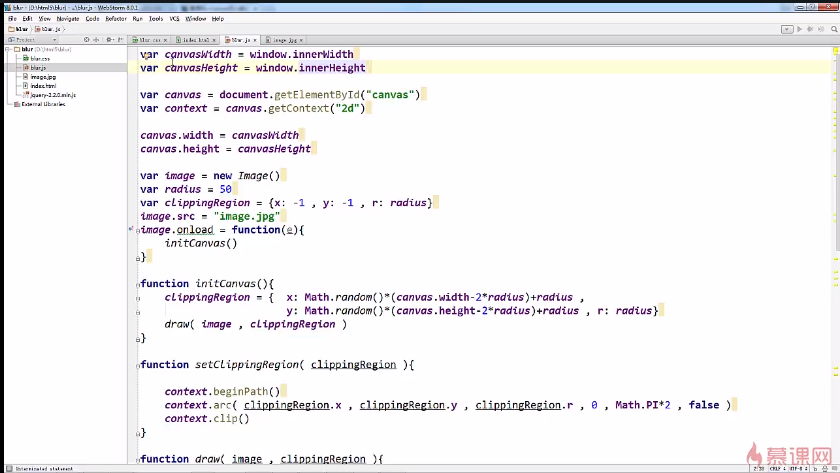 blur - [D:\html5\blur] - ...\blur.js - WebStorm 8.0.1
File Edit View Navigate Code Refactor Run Tools VCS Window Help
blur blur.js
Project
blur.css index.html blur.js image.jpg
blur (D:\html5\blur)
blur.css
blur.js
image.jpg
index.html
jquery-2.2.0.min.js
External Libraries
var canvasWidth = window.innerWidth
var canvasHeight = window.innerHeight
var canvas = document.getElementById("canvas")
var context = canvas.getContext("2d")
canvas.width = canvasWidth
canvas.height = canvasHeight
var image = new Image()
var radius = 50
var clippingRegion = {x: -1 , y: -1 , r: radius}
image.src = "image.jpg"
image.onload = function(e){
initCanvas()
}
function initCanvas(){
clippingRegion = { x: Math.random()*(canvas.width-2*radius)+radius ,
y: Math.random()*(canvas.height-2*radius)+radius , r: radius}
draw( image , clippingRegion )
}
function setClippingRegion( clippingRegion ){
context.beginPath()
context.arc( clippingRegion.x , clippingRegion.y , clippingRegion.r , 0 , Math.PI*2 , false )
context.clip()
}
function draw( image , clippingRegion ){
Unterminated statement
2:38 CRLF UTF-8
慕课网